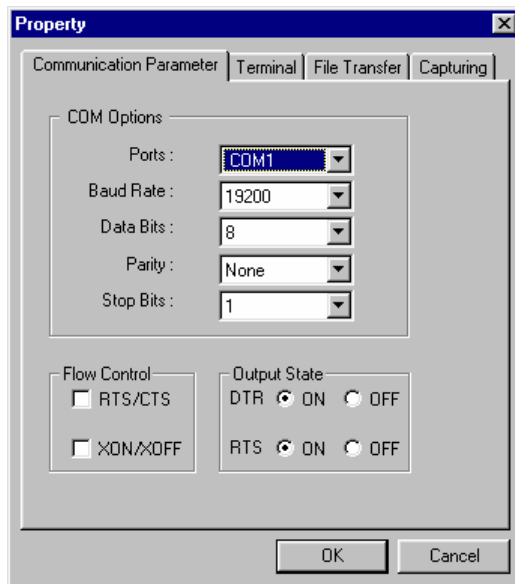 Property
Communication Parameter Terminal File Transfer Capturing
COM Options
Ports : COM1
Baud Rate : 19200
Data Bits : 8
Parity : None
Stop Bits : 1
Flow Control
RTS/CTS
XON/XOFF
Output State
DTR ON OFF
RTS ON OFF
OK Cancel